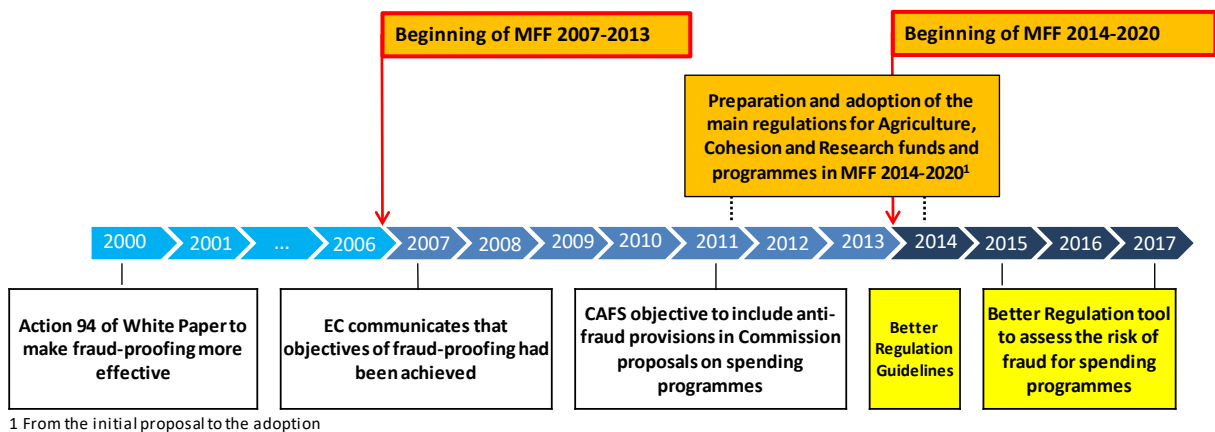 Beginning of MFF 2007-2013
Beginning of MFF 2014-2020
Preparation and adoption of the
main regulations for Agriculture,
Cohesion and Research funds and
programmes in MFF 2014-2020¹
2000
2001
...
2006
2007
2008
2009
2010
2011
2012
2013
2014
2015
2016
2017
Action 94 of White Paper to
make fraud-proofing more
effective
EC communicates that
objectives of fraud-proofing had
been achieved
CAFS objective to include anti-
fraud provisions in Commission
proposals on spending
programmes
Better
Regulation
Guidelines
Better Regulation tool
to assess the risk of
fraud for spending
programmes
1 From the initial proposal to the adoption